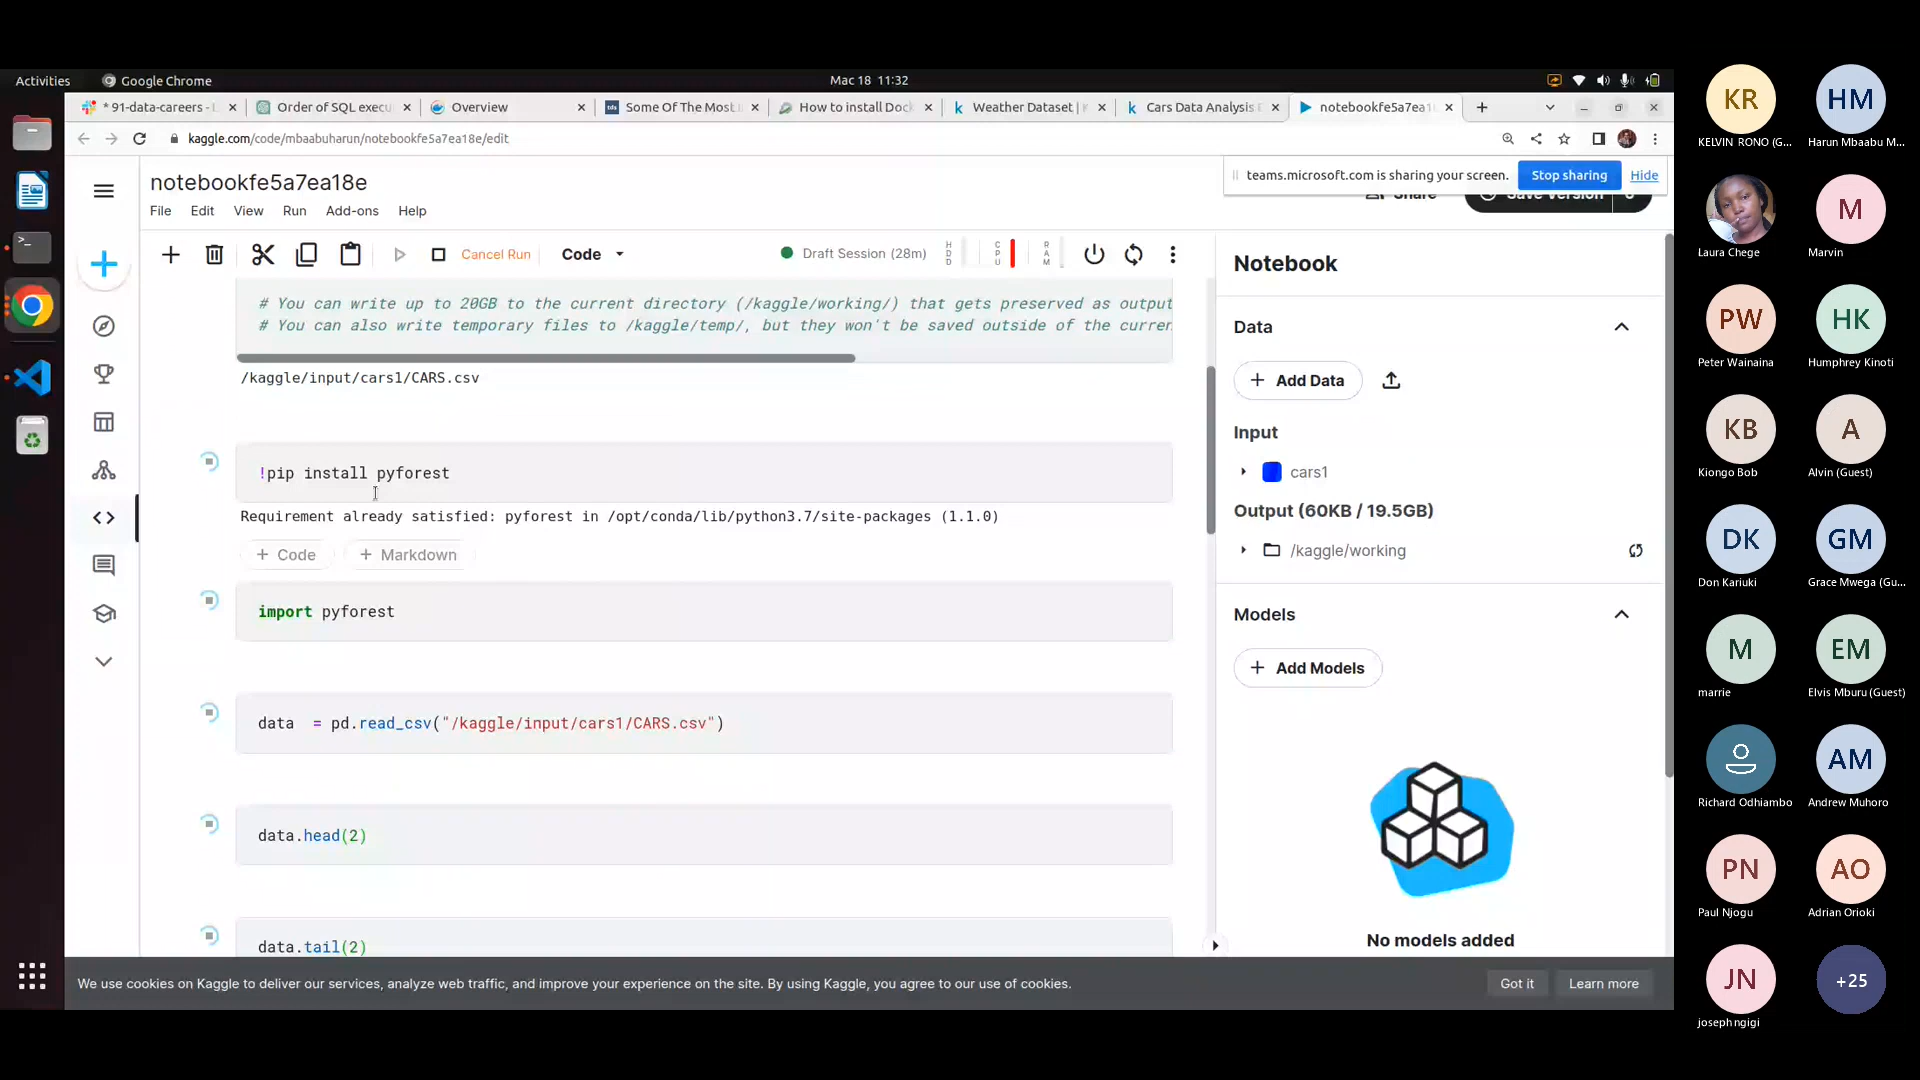 Activities
Google Chrome
Mac 18 11:32
* 91-data-careers -
Order of SQL execu
Overview
Some Of The Most
How to install Dock
Weather Dataset |
Cars Data Analysis E
notebookfe5a7ea1
kaggle.com/code/mbaabuharun/notebookfe5a7ea18e/edit
notebookfe5a7ea18e
teams.microsoft.com is sharing your screen.
Stop sharing
Hide
File Edit View Run Add-ons Help
Share
Save Version
Cancel Run
Code
Draft Session (28m)
HDD
CPU
RAM
# You can write up to 20GB to the current directory (/kaggle/working/) that gets preserved as output
# You can also write temporary files to /kaggle/temp/, but they won't be saved outside of the curren
/kaggle/input/cars1/CARS.csv
!pip install pyforest
Requirement already satisfied: pyforest in /opt/conda/lib/python3.7/site-packages (1.1.0)
+ Code
+ Markdown
import pyforest
data = pd.read_csv("/kaggle/input/cars1/CARS.csv")
data.head(2)
data.tail(2)
Notebook
Data
+ Add Data
Input
cars1
Output (60KB / 19.5GB)
/kaggle/working
Models
+ Add Models
No models added
We use cookies on Kaggle to deliver our services, analyze web traffic, and improve your experience on the site. By using Kaggle, you agree to our use of cookies.
Got it
Learn more
KR
KELVIN RONO (G...
HM
Harun Mbaabu M...
Laura Chege
M
Marvin
PW
Peter Wainaina
HK
Humphrey Kinoti
KB
Kiongo Bob
A
Alvin (Guest)
DK
Don Kariuki
GM
Grace Mwega (Gu...
M
marrie
EM
Elvis Mburu (Guest)
Richard Odhiambo
AM
Andrew Muhoro
PN
Paul Njogu
AO
Adrian Orioki
JN
joseph ngigi
+25